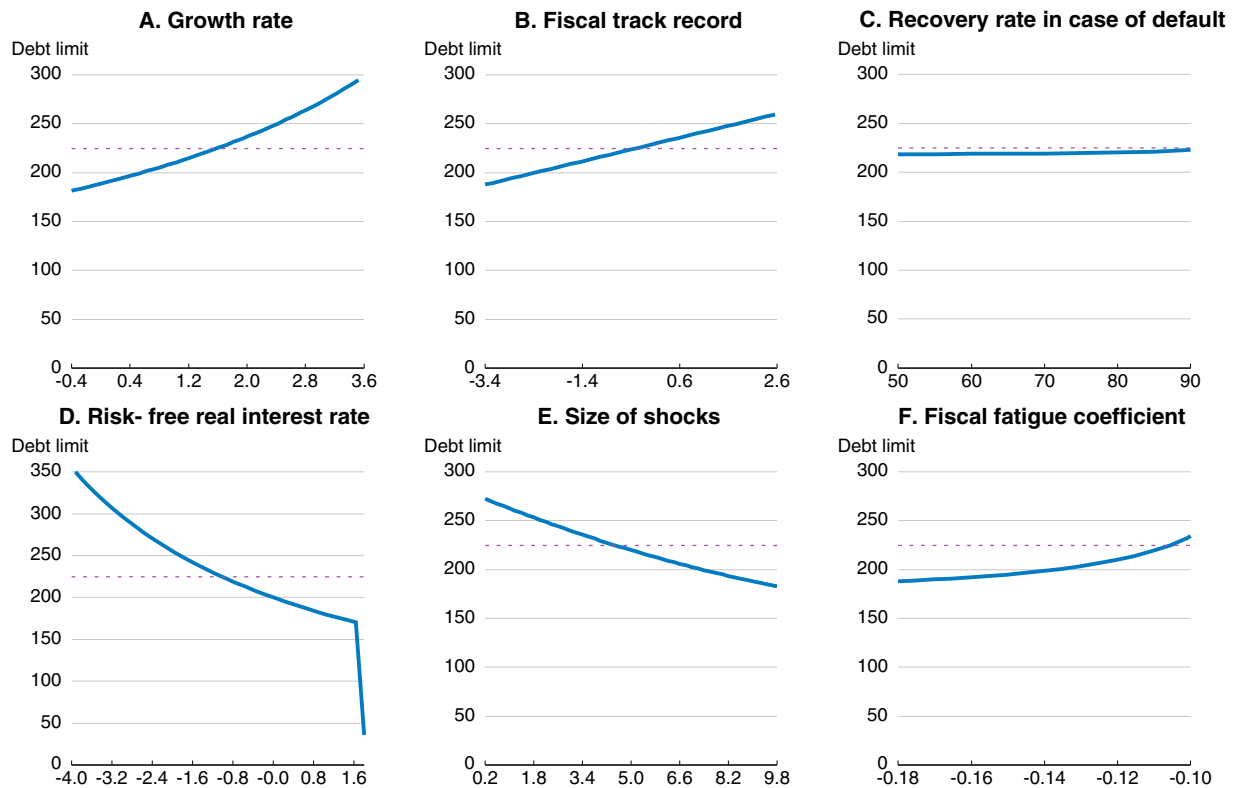 A. Growth rate
Debt limit
300
250
200
150
100
50
0
-0.4 0.4 1.2 2.0 2.8 3.6
B. Fiscal track record
Debt limit
300
250
200
150
100
50
0
-3.4 -1.4 0.6 2.6
C. Recovery rate in case of default
Debt limit
300
250
200
150
100
50
0
50 60 70 80 90
D. Risk- free real interest rate
Debt limit
350
300
250
200
150
100
50
0
-4.0 -3.2 -2.4 -1.6 -0.8 -0.0 0.8 1.6
E. Size of shocks
Debt limit
300
250
200
150
100
50
0
0.2 1.8 3.4 5.0 6.6 8.2 9.8
F. Fiscal fatigue coefficient
Debt limit
300
250
200
150
100
50
0
-0.18 -0.16 -0.14 -0.12 -0.10